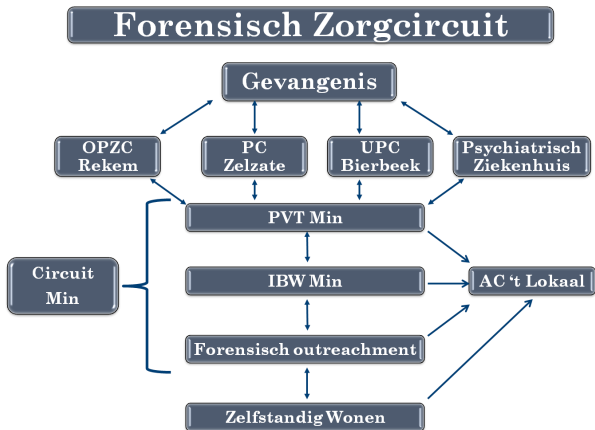 Forensisch Zorgcircuit
Gevangenis
OPZC
Rekem
PC
Zelzate
UPC
Bierbeek
Psychiatrisch
Ziekenhuis
PVT Min
Circuit
Min
IBW Min
AC ‘t Lokaal
Forensisch outreachment
Zelfstandig Wonen